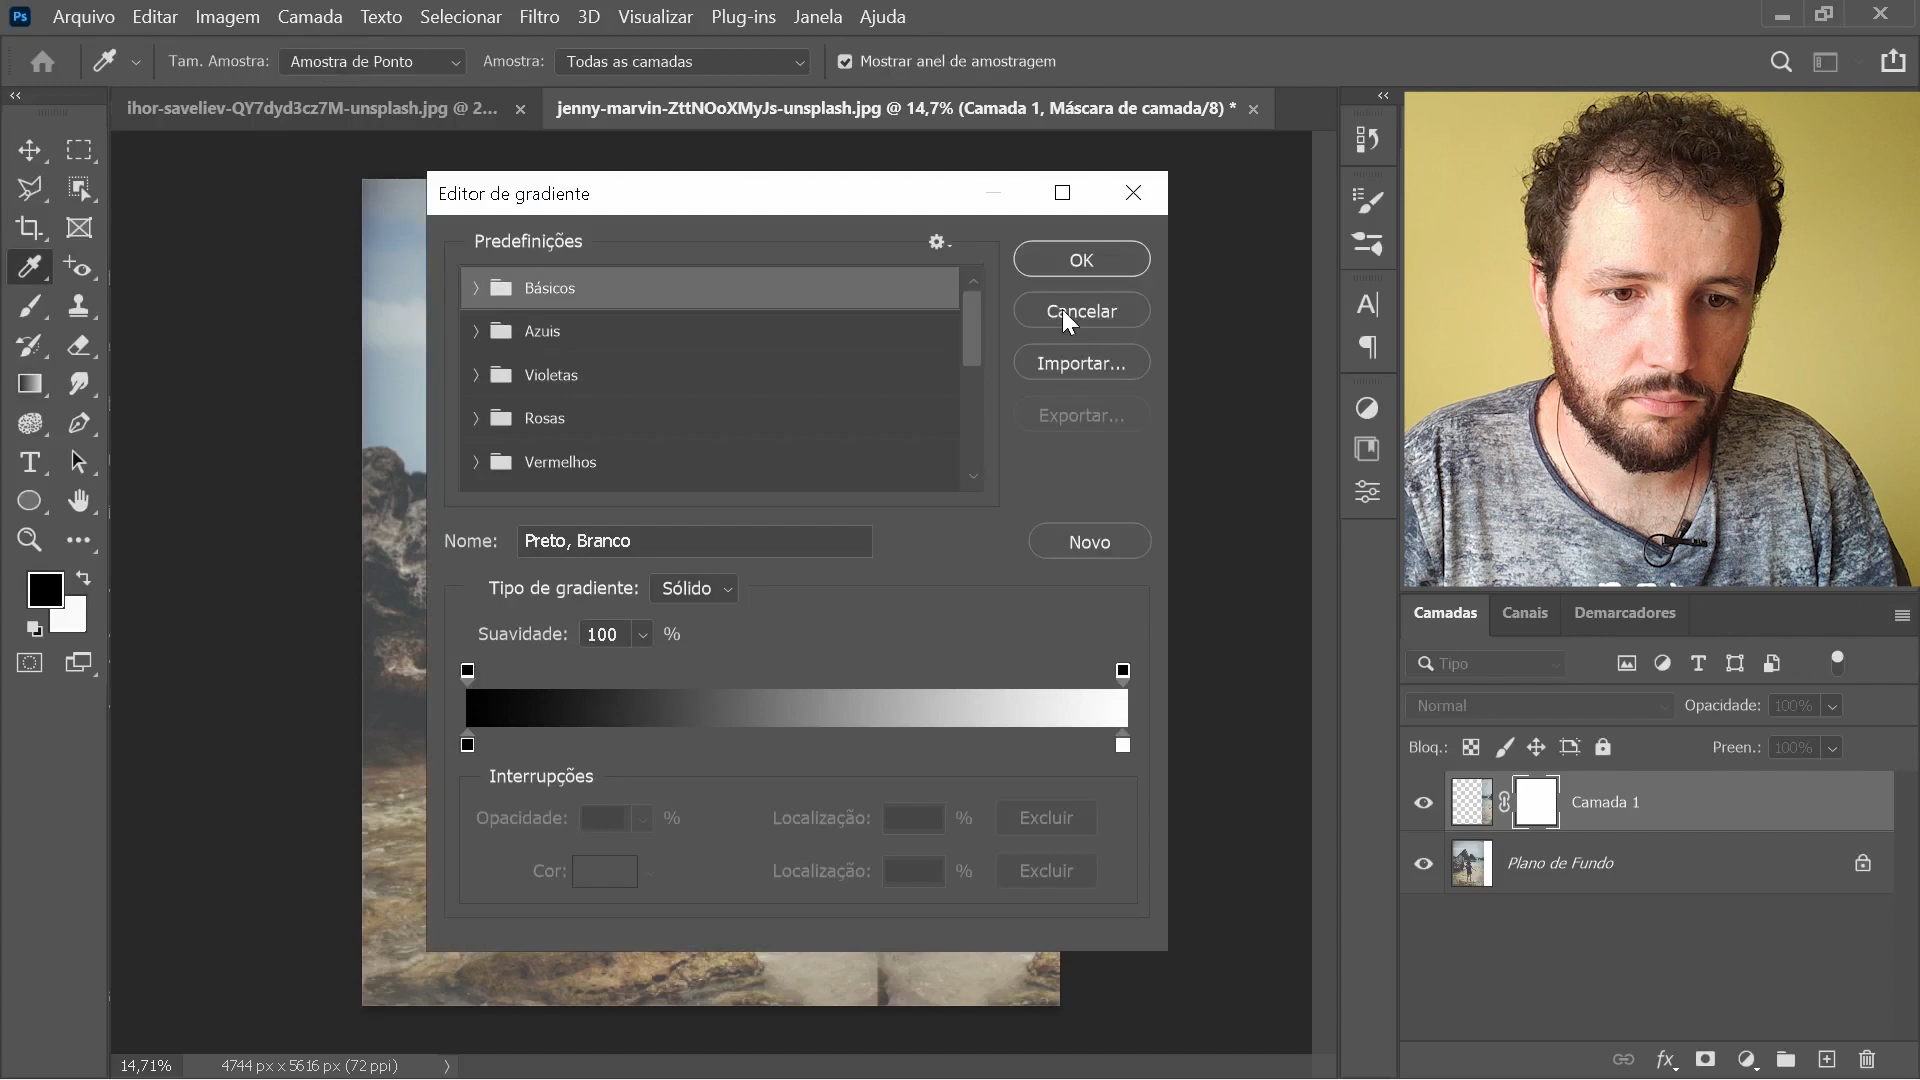 Ps Arquivo Editar Imagem Camada Texto Selecionar Filtro 3D Visualizar Plug-ins Janela Ajuda
Tam. Amostra: Amostra de Ponto Amostra: Todas as camadas Mostrar anel de amostragem
ihor-saveliev-QY7dyd3cz7M-unsplash.jpg @ 2... jenny-marvin-ZttNOoXMyJs-unsplash.jpg @ 14,7% (Camada 1, Máscara de camada/8) *
Editor de gradiente
Predefinições
OK
Básicos
Cancelar
Azuis
Importar...
Violetas
Exportar...
Rosas
Vermelhos
Nome: Preto, Branco
Novo
Tipo de gradiente: Sólido
Suavidade: 100 %
Interrupções
Opacidade: % Localização: % Excluir
Cor: Localização: % Excluir
Camadas Canais Demarcadores
Tipo
Normal Opacidade: 100%
Bloq.: Preen.: 100%
Camada 1
Plano de Fundo
fx
14,71% 4744 px x 5616 px (72 ppi)